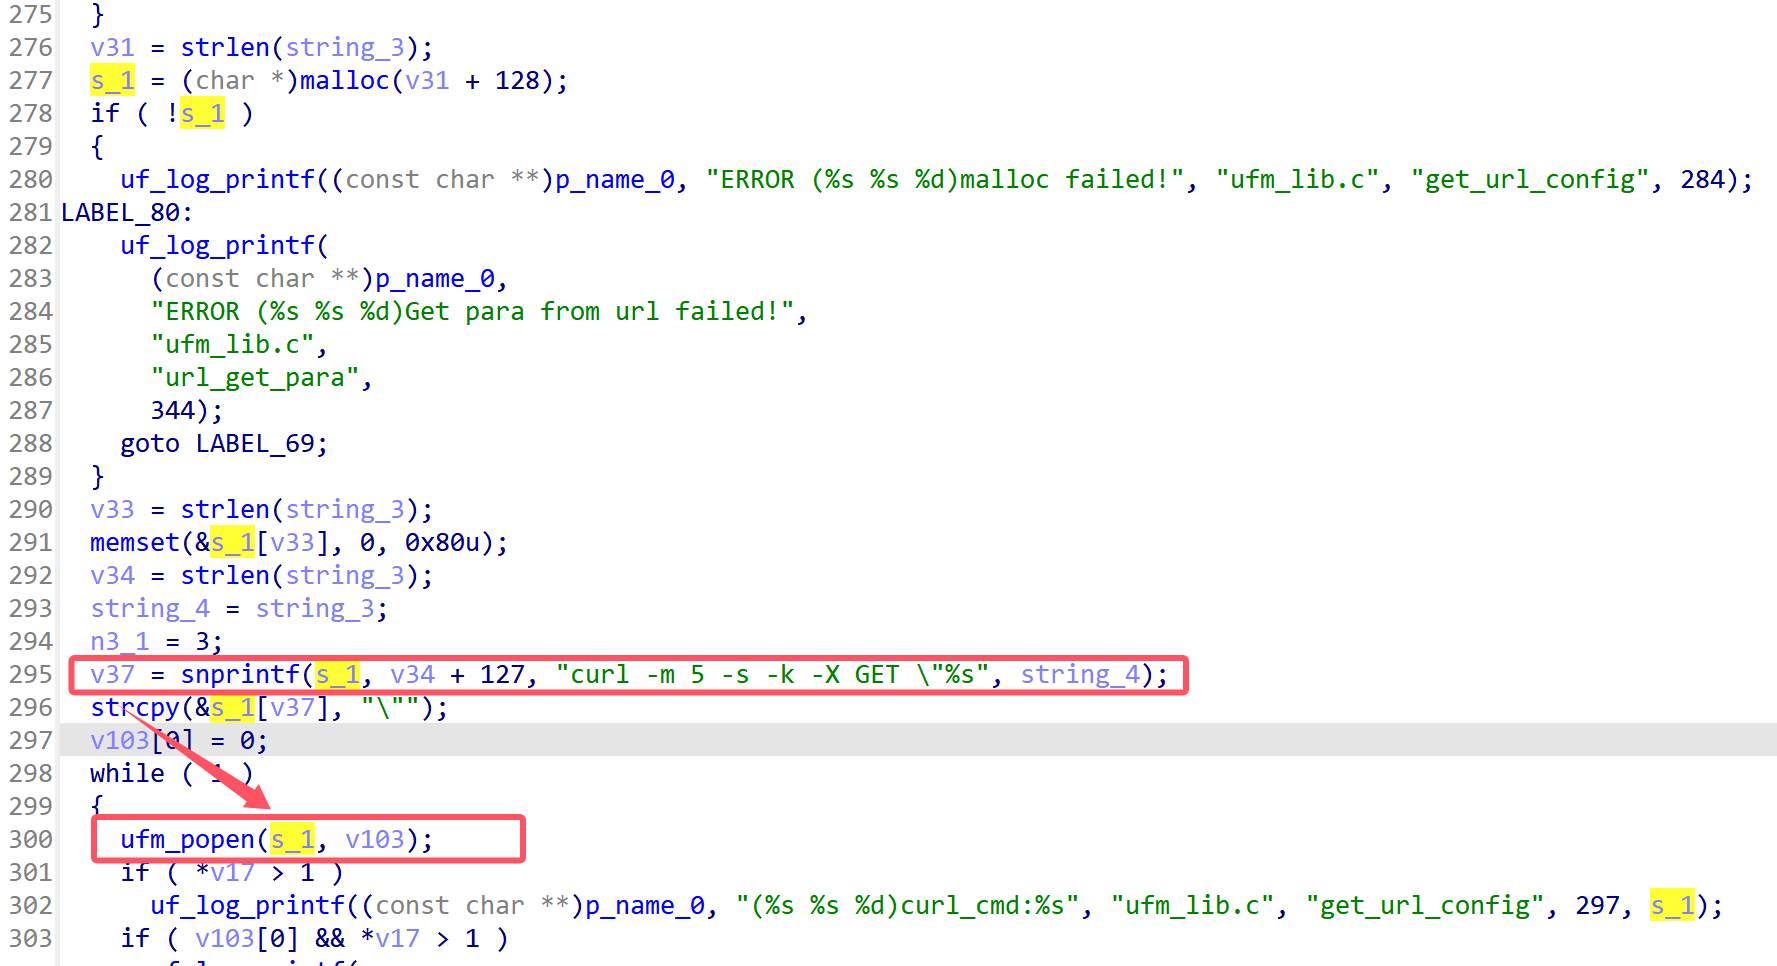 275 }
276 v31 = strlen(string_3);
277 s_1 = (char *)malloc(v31 + 128);
278 if ( !s_1 )
279 {
280 uf_log_printf((const char **)p_name_0, "ERROR (%s %s %d)malloc failed!", "ufm_lib.c", "get_url_config", 284);
281 LABEL_80:
282 uf_log_printf(
283 (const char **)p_name_0,
284 "ERROR (%s %s %d)Get para from url failed!",
285 "ufm_lib.c",
286 "url_get_para",
287 344);
288 goto LABEL_69;
289 }
290 v33 = strlen(string_3);
291 memset(&s_1[v33], 0, 0x80u);
292 v34 = strlen(string_3);
293 string_4 = string_3;
294 n3_1 = 3;
295 v37 = snprintf(s_1, v34 + 127, "curl -m 5 -s -k -X GET \"%s", string_4);
296 strcpy(&s_1[v37], "\"");
297 v103[0] = 0;
298 while ( 1 )
299 {
300 ufm_popen(s_1, v103);
301 if ( *v17 > 1 )
302 uf_log_printf((const char **)p_name_0, "(%s %s %d)curl_cmd:%s", "ufm_lib.c", "get_url_config", 297, s_1);
303 if ( v103[0] && *v17 > 1 )